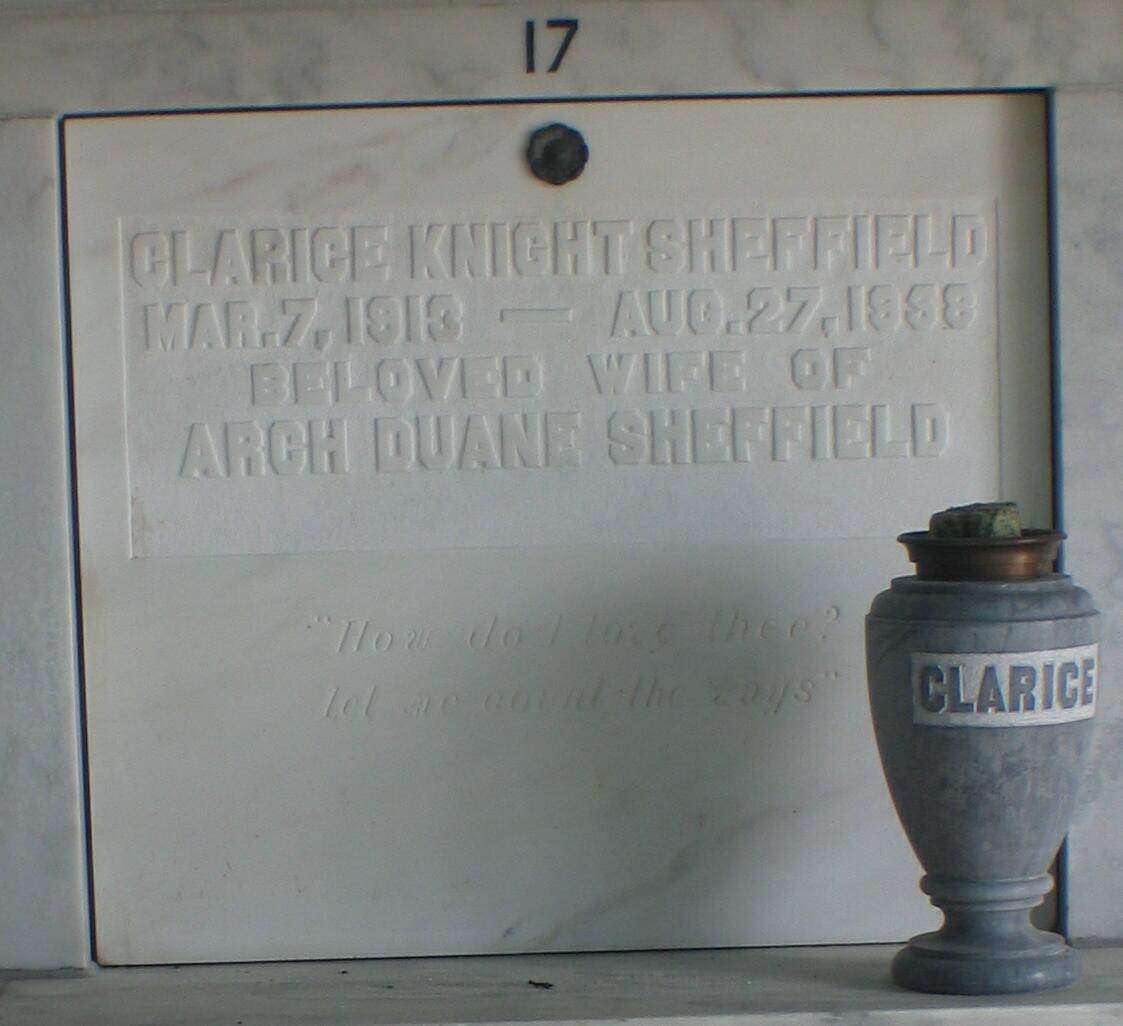 17
CLARICE KNIGHT SHEFFIELD
MAR.7, 1913 — AUG.27, 1938
BELOVED WIFE OF
ARCH DUANE SHEFFIELD
"How do I love thee?
let me count the ways"
CLARICE